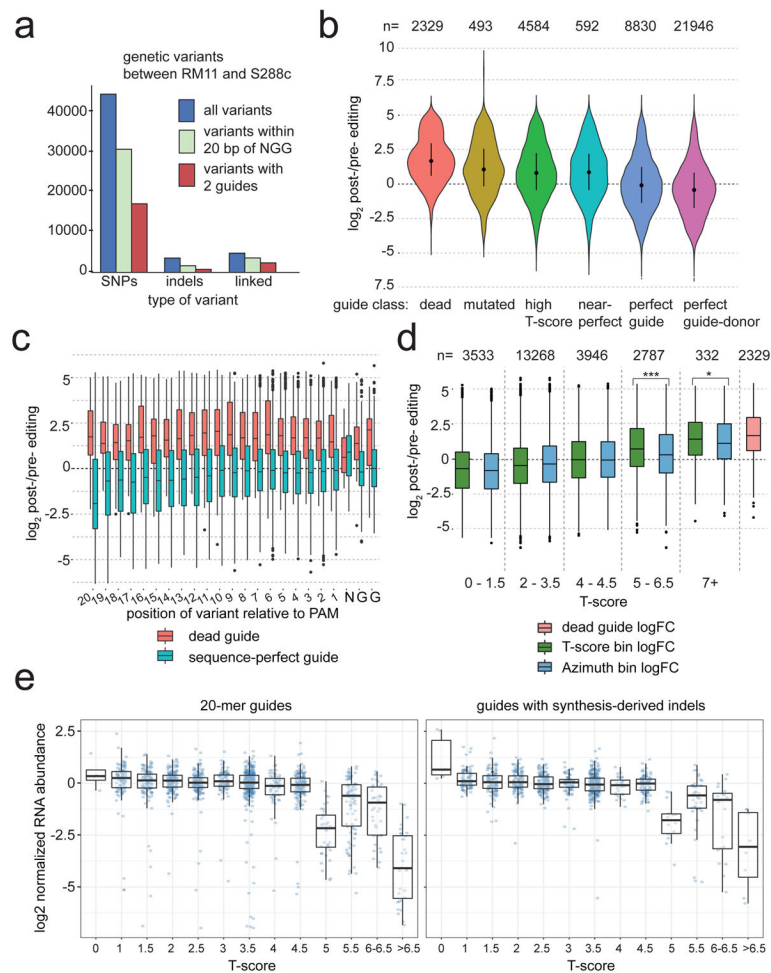 a
genetic variants
between RM11 and S288c
all variants
variants within
20 bp of NGG
variants with
2 guides
40000
30000
20000
10000
0
SNPs indels linked
type of variant
b
n= 2329 493 4584 592 8830 21946
log2 post-/pre- editing
10
5
2.5
0
-2.5
-5
7.5
guide class: dead mutated high T-score near-perfect perfect guide perfect guide-donor
c
log2 post-/pre- editing
5
2.5
0
-2.5
-5
20 19 18 17 16 15 14 13 12 11 10 9 8 7 6 5 4 3 2 1 N G G
position of variant relative to PAM
dead guide
sequence-perfect guide
d
n= 3533 13268 3946 2787 332 2329
*** *
log2 post-/pre- editing
5
2.5
0
-2.5
-5
0 - 1.5 2 - 3.5 4 - 4.5 5 - 6.5 7+
T-score
dead guide logFC
T-score bin logFC
Azimuth bin logFC
e
20-mer guides
guides with synthesis-derived indels
log2 normalized RNA abundance
2.5
0
-2.5
-5
0 1 1.5 2 2.5 3 3.5 4 4.5 5 5.5 6-6.5 >6.5
T-score
0 1 1.5 2 2.5 3 3.5 4 4.5 5 5.5 6-6.5 >6.5
T-score